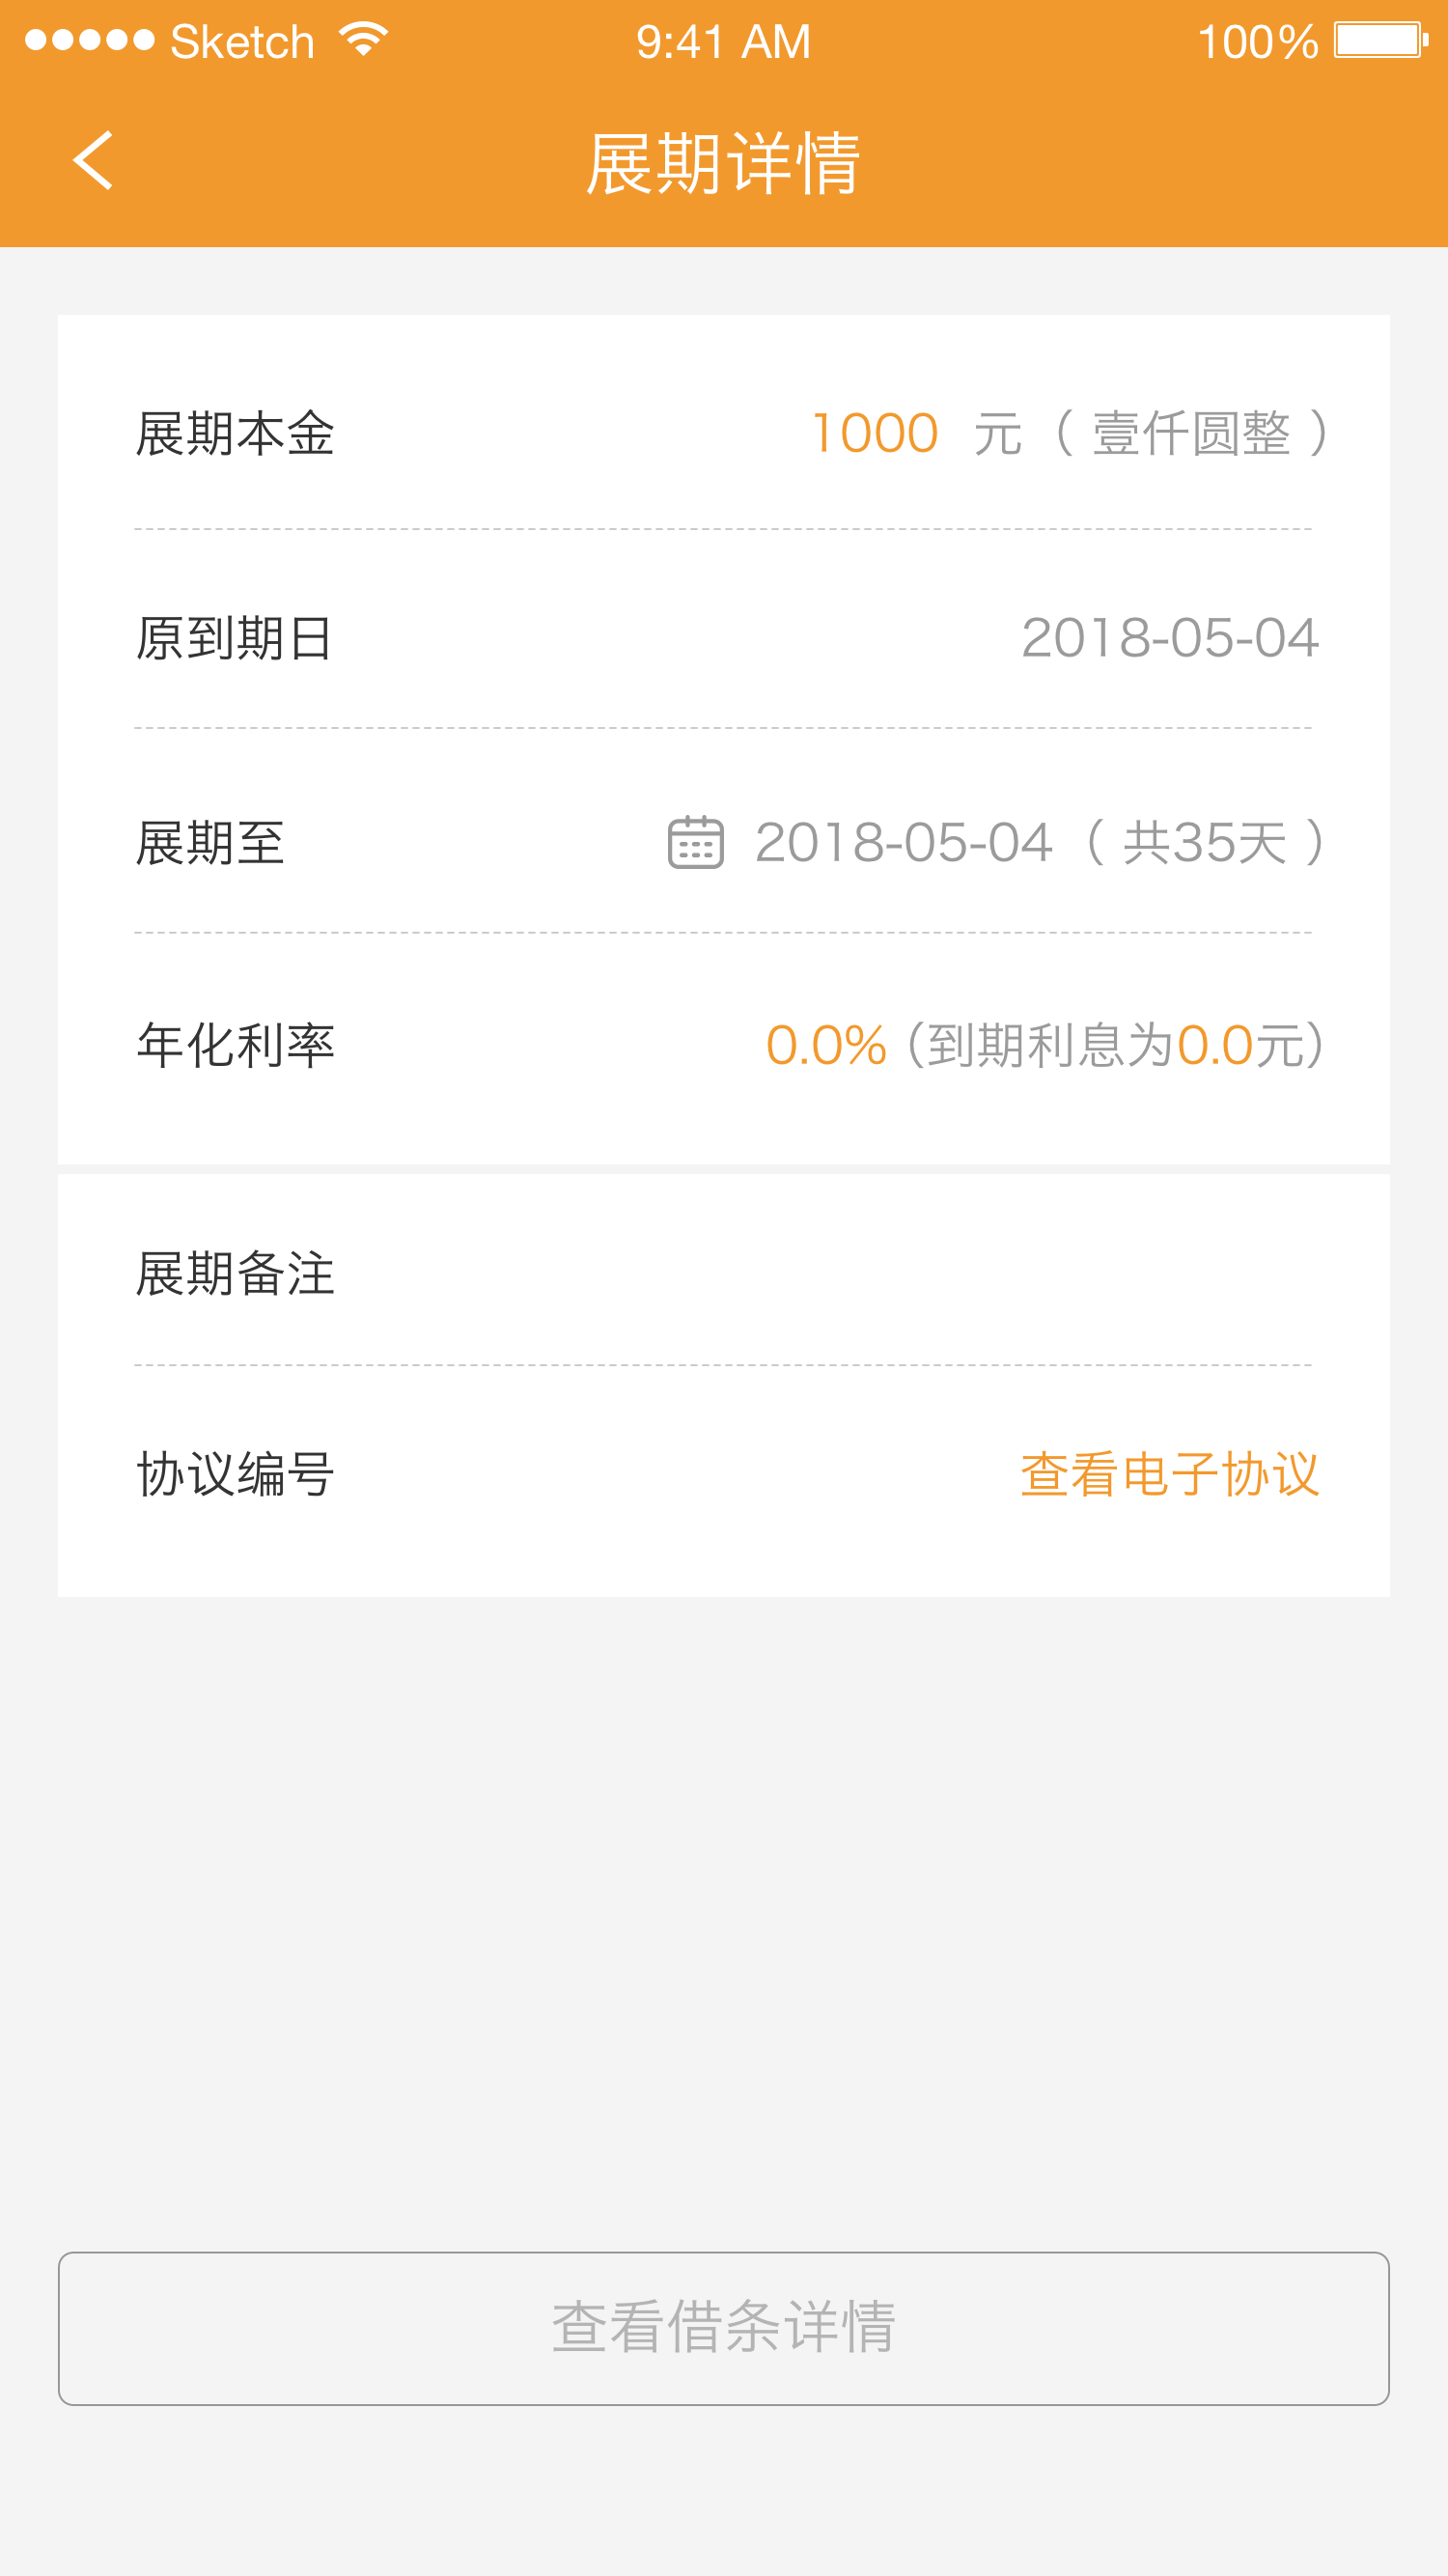 Sketch 9:41 AM 100%
展期详情
展期本金 1000 元（壹仟圆整）
原到期日 2018-05-04
展期至 2018-05-04（共35天）
年化利率 0.0%（到期利息为0.0元）
展期备注
协议编号 查看电子协议
查看借条详情